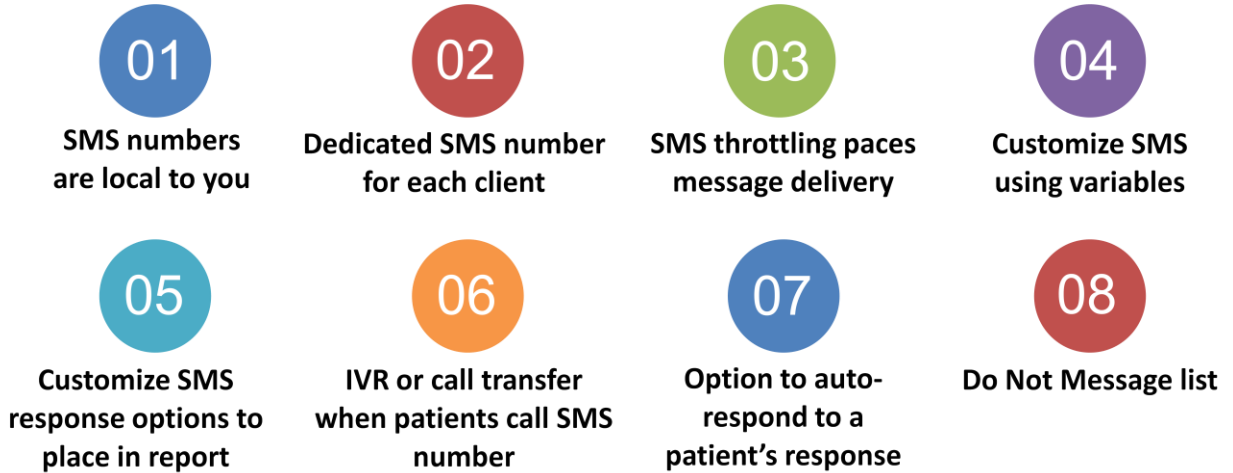 01
SMS numbers
are local to you
02
Dedicated SMS number
for each client
03
SMS throttling paces
message delivery
04
Customize SMS
using variables
05
Customize SMS
response options to
place in report
06
IVR or call transfer
when patients call SMS
number
07
Option to auto-
respond to a
patient’s response
08
Do Not Message list